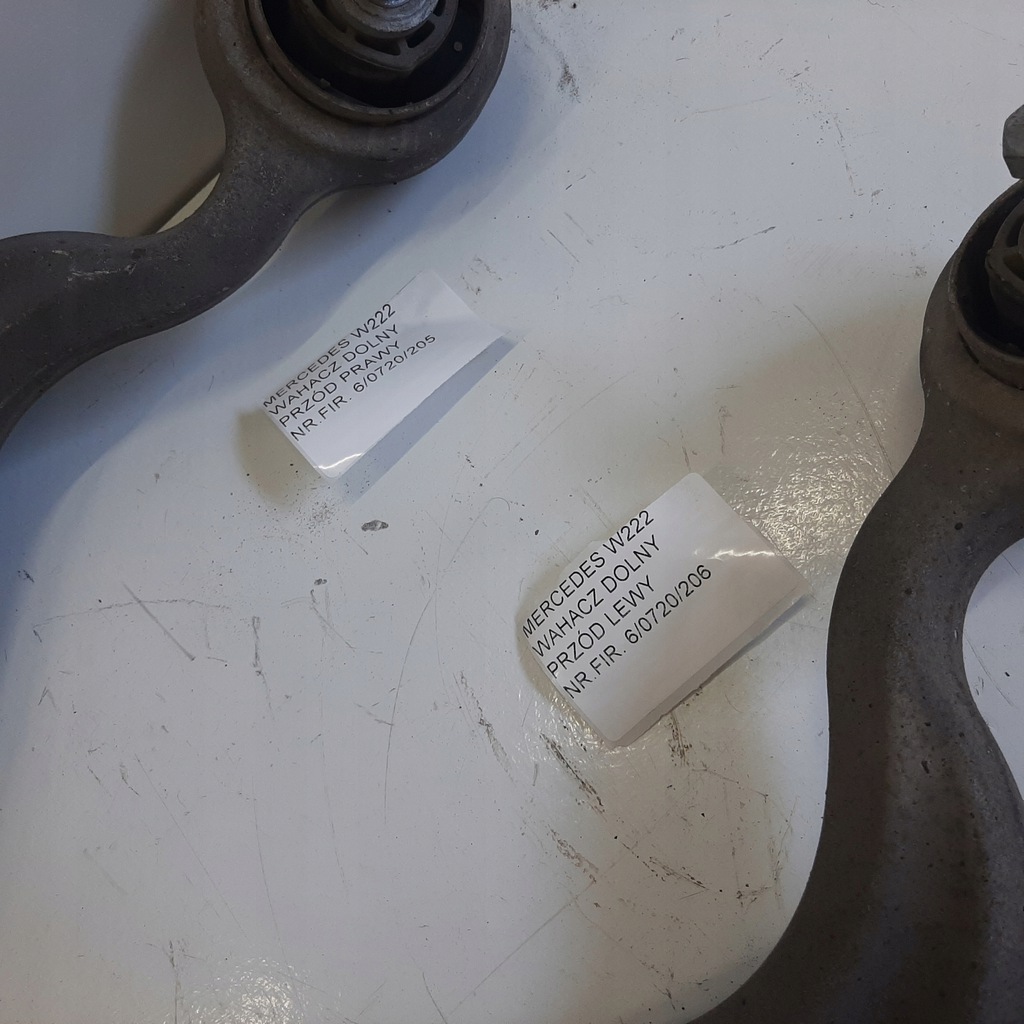 MERCEDES W222
WAHACZ DOLNY
PRZÓD PRAWY
NR.FIR. 6/0720/205
MERCEDES W222
WAHACZ DOLNY
PRZÓD LEWY
NR.FIR. 6/0720/206